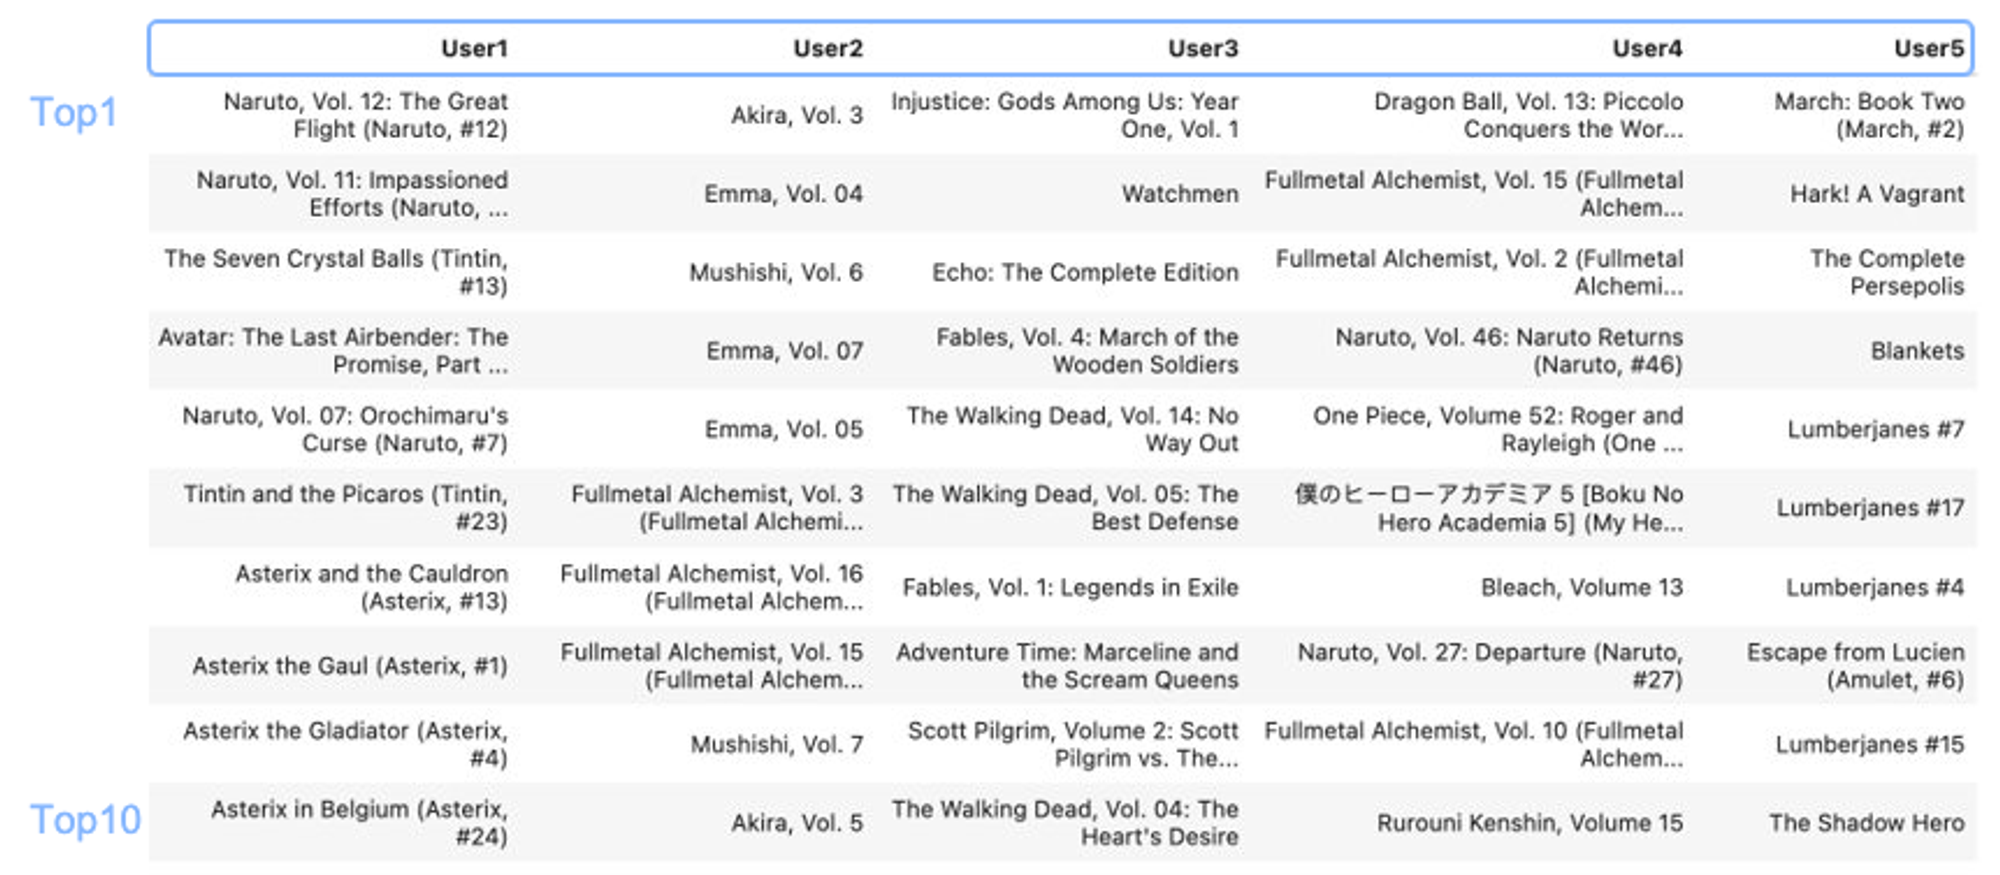 User1 User2 User3 User4 User5
Top1
Naruto, Vol. 12: The Great
Flight (Naruto, #12)
Akira, Vol. 3
Injustice: Gods Among Us: Year
One, Vol. 1
Dragon Ball, Vol. 13: Piccolo
Conquers the Wor...
March: Book Two
(March, #2)
Naruto, Vol. 11: Impassioned
Efforts (Naruto, ...
Emma, Vol. 04
Watchmen
Fullmetal Alchemist, Vol. 15 (Fullmetal
Alchem...
Hark! A Vagrant
The Seven Crystal Balls (Tintin,
#13)
Mushishi, Vol. 6
Echo: The Complete Edition
Fullmetal Alchemist, Vol. 2 (Fullmetal
Alchemi...
The Complete
Persepolis
Avatar: The Last Airbender: The
Promise, Part ...
Emma, Vol. 07
Fables, Vol. 4: March of the
Wooden Soldiers
Naruto, Vol. 46: Naruto Returns
(Naruto, #46)
Blankets
Naruto, Vol. 07: Orochimaru's
Curse (Naruto, #7)
Emma, Vol. 05
The Walking Dead, Vol. 14: No
Way Out
One Piece, Volume 52: Roger and
Rayleigh (One ...
Lumberjanes #7
Tintin and the Picaros (Tintin,
#23)
Fullmetal Alchemist, Vol. 3
(Fullmetal Alchemi...
The Walking Dead, Vol. 05: The
Best Defense
僕のヒーローアカデミア 5 [Boku No
Hero Academia 5] (My He...
Lumberjanes #17
Asterix and the Cauldron
(Asterix, #13)
Fullmetal Alchemist, Vol. 16
(Fullmetal Alchem...
Fables, Vol. 1: Legends in Exile
Bleach, Volume 13
Lumberjanes #4
Asterix the Gaul (Asterix, #1)
Fullmetal Alchemist, Vol. 15
(Fullmetal Alchem...
Adventure Time: Marceline and
the Scream Queens
Naruto, Vol. 27: Departure (Naruto,
#27)
Escape from Lucien
(Amulet, #6)
Asterix the Gladiator (Asterix,
#4)
Mushishi, Vol. 7
Scott Pilgrim, Volume 2: Scott
Pilgrim vs. The...
Fullmetal Alchemist, Vol. 10 (Fullmetal
Alchem...
Lumberjanes #15
Top10
Asterix in Belgium (Asterix,
#24)
Akira, Vol. 5
The Walking Dead, Vol. 04: The
Heart's Desire
Rurouni Kenshin, Volume 15
The Shadow Hero